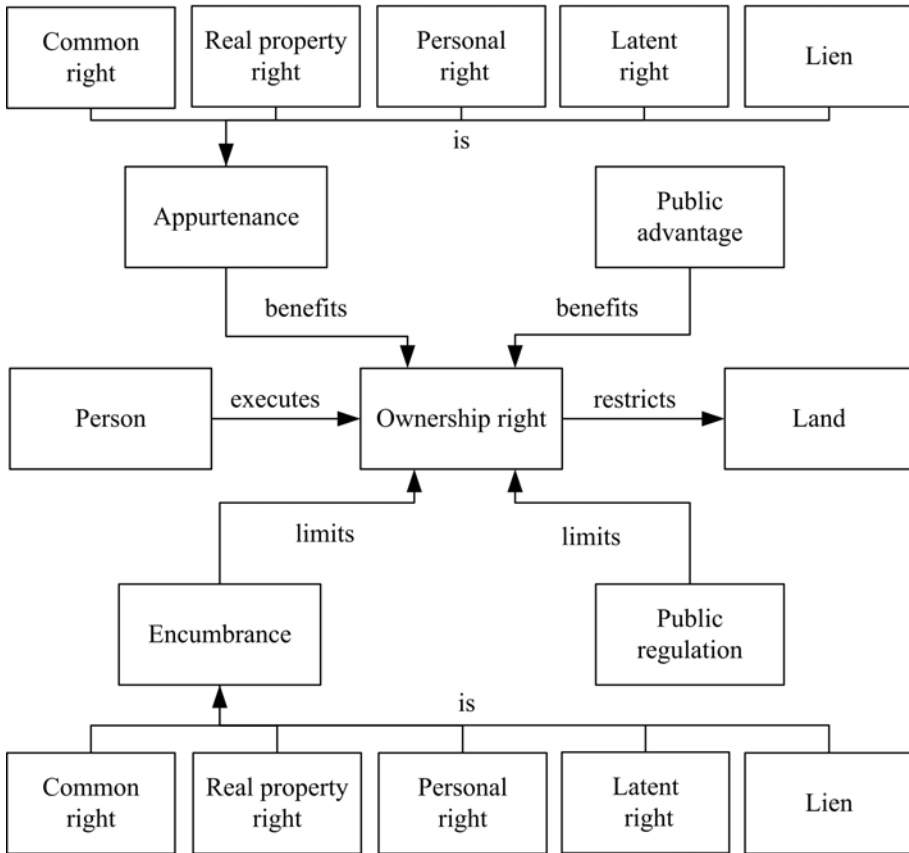 Common
right
Real property
right
Personal
right
Latent
right
Lien
is
Appurtenance
Public
advantage
benefits
benefits
Person
executes
Ownership right
restricts
Land
limits
limits
Encumbrance
Public
regulation
is
Common
right
Real property
right
Personal
right
Latent
right
Lien